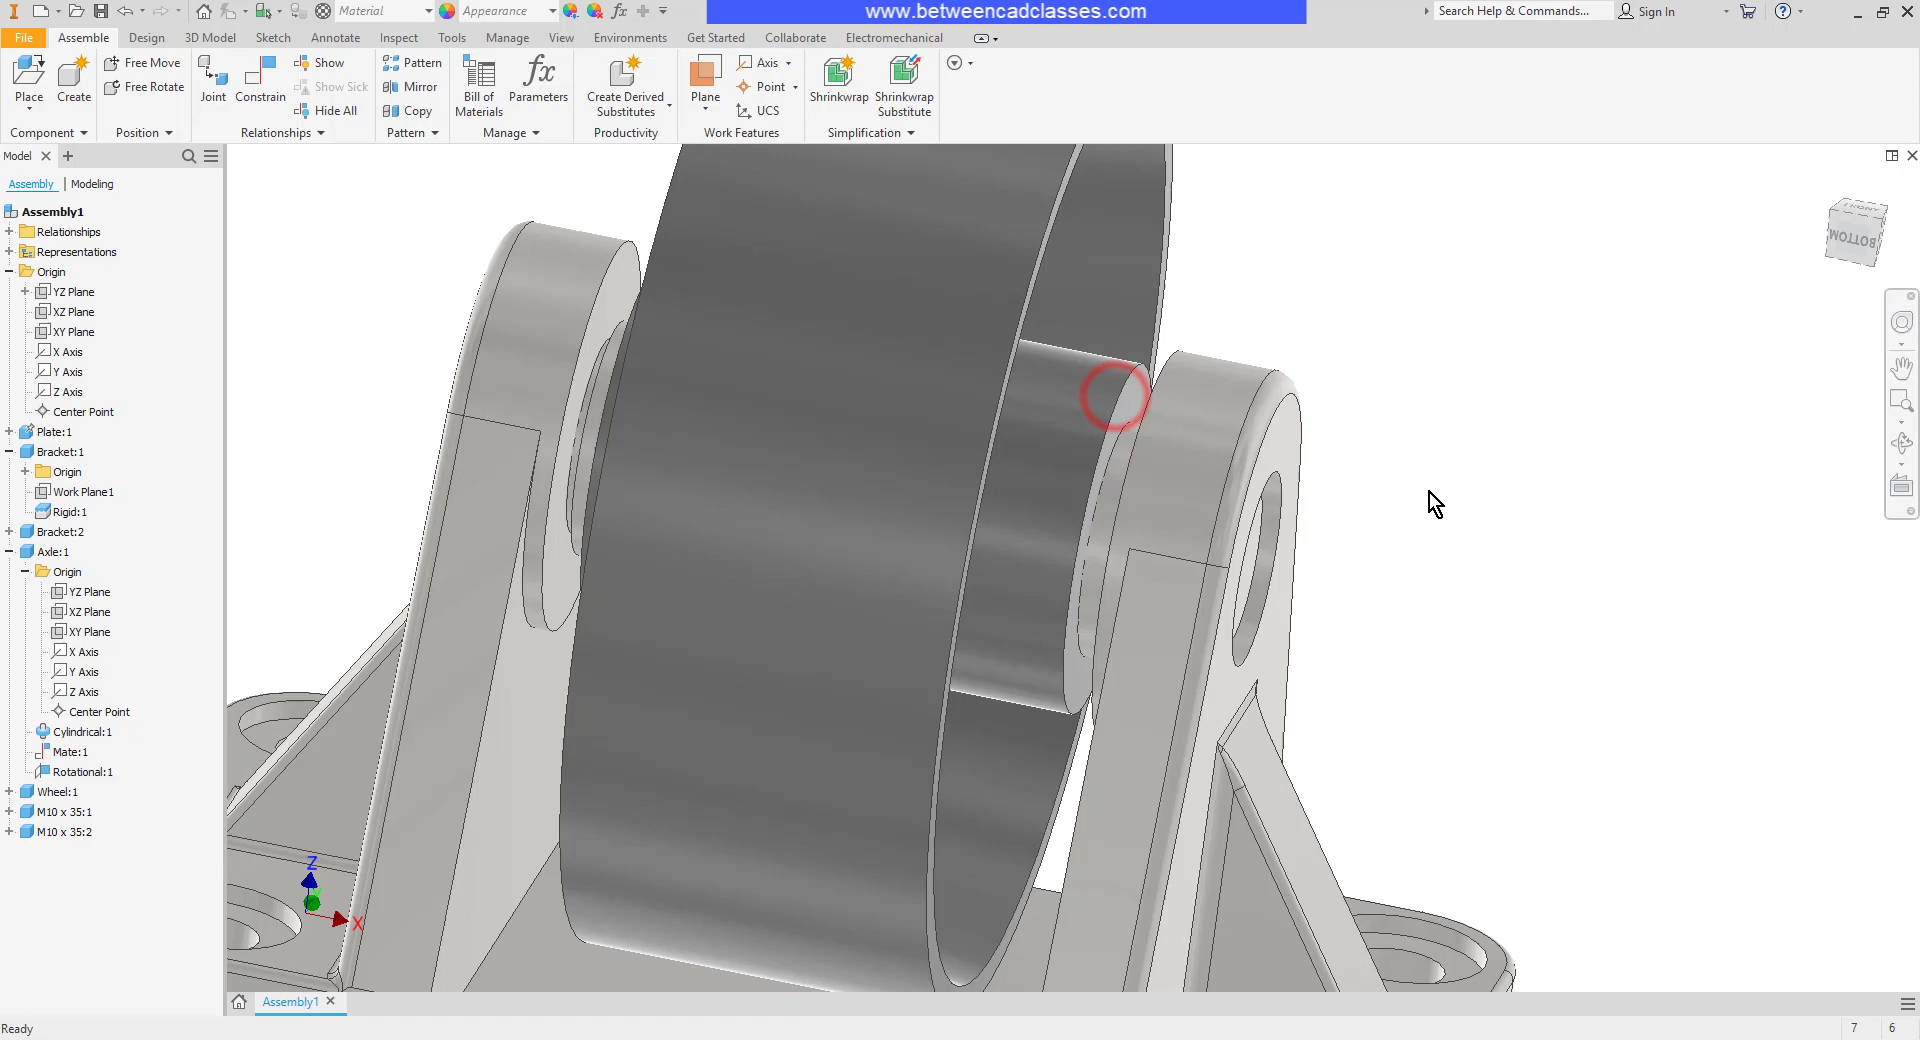 Material
Appearance
www.betweencadclasses.com
Search Help & Commands...
Sign In
File
Assemble
Design
3D Model
Sketch
Annotate
Inspect
Tools
Manage
View
Environments
Get Started
Collaborate
Electromechanical
Place
Create
Free Move
Free Rotate
Joint
Constrain
Show
Show Sick
Hide All
Pattern
Mirror
Copy
Bill of
Materials
Parameters
Create Derived
Substitutes
Plane
Axis
Point
UCS
Shrinkwrap
Shrinkwrap
Substitute
Component
Position
Relationships
Pattern
Manage
Productivity
Work Features
Simplification
Model
Assembly
Modeling
Assembly1
Relationships
Representations
Origin
YZ Plane
XZ Plane
XY Plane
X Axis
Y Axis
Z Axis
Center Point
Plate:1
Bracket:1
Origin
Work Plane1
Rigid:1
Bracket:2
Axle:1
Origin
YZ Plane
XZ Plane
XY Plane
X Axis
Y Axis
Z Axis
Center Point
Cylindrical:1
Mate:1
Rotational:1
Wheel:1
M10 x 35:1
M10 x 35:2
FRONT
BOTTOM
Z
Y
X
Assembly1
Ready
7
6